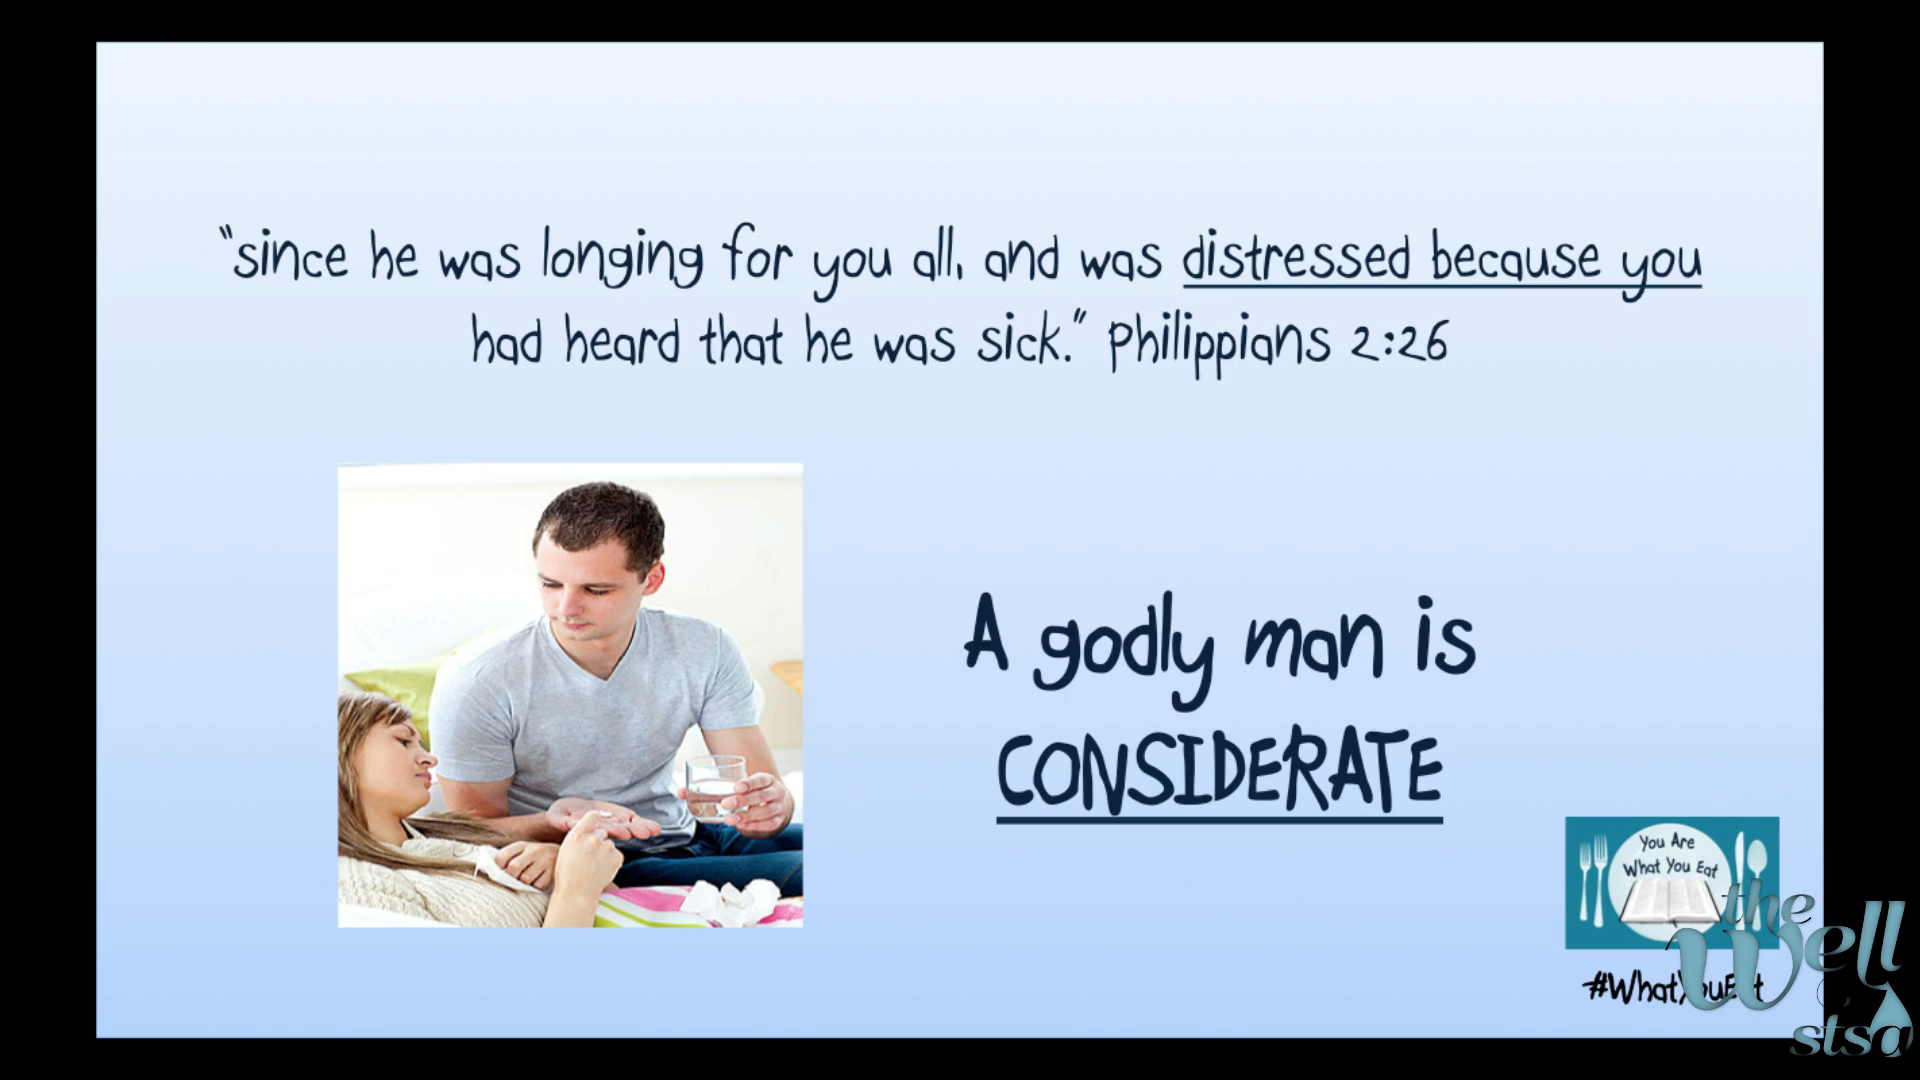 "since he was longing for you all, and was distressed because you
had heard that he was sick." Philippians 2:26
A godly man is
CONSIDERATE
You Are
What You Eat
#WhatYouEat
the
Well
@
stsa